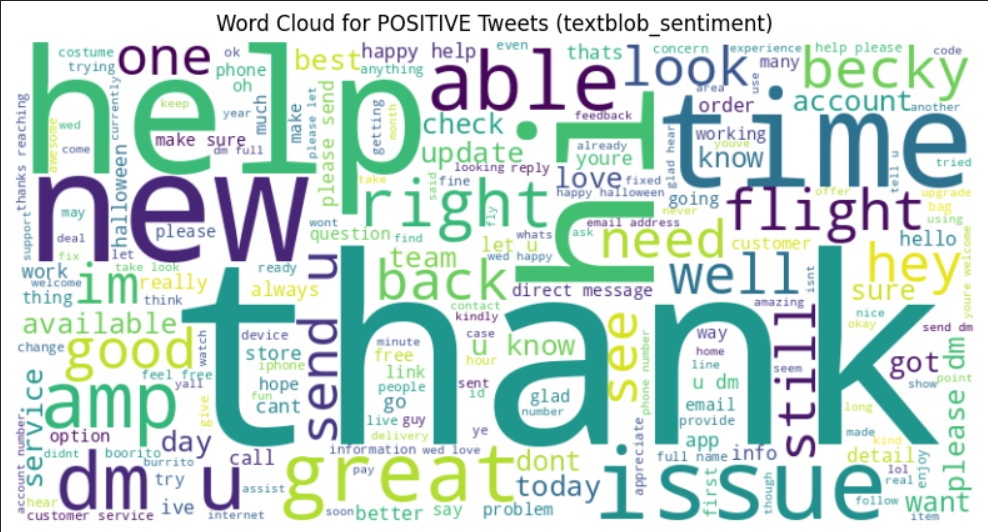 Word Cloud for POSITIVE Tweets (textblob_sentiment)
costume
trying
one
ok
phone
oh
best
happy help
anything
even
thats
concern
experience
help please
code
many
becky
look
able
help
time
account
another
order
area
use
feedback
check
update
working
youve
know
glad hear
tell u
tried
already
youre
looking
reply
love
fixed
happy halloween
going
offer
upgrade
bag
using
flight
never
thanks reaching
support
wed
come
awesome
currently
keep
year
make sure
dm full
much
make
please let
please send
getting
month
take
said
fine
fly
right
new
halloween
may
deal
fix
let
please
wont
question
find
whats
wed happy
let u
team
back
contact
kindly
direct message
email address
ask
need
customer
hello
hey
well
isnt
amazing
sure
nice
okay
youre welcome
send dm
work
welcome
thing
im
take look
really
think
ready
always
send u
thank
available
change
good
watch
feel free
yall
give
device
store
iphone
hope
fun
cant
minute
free
link
people
go
live
guy
delivery
case
hour
sent
id
u know
glad
number
see
phone number
appreciate
way
home
line
u dm
email
provide
app
seem
still
got
show
point
please dm
long
made
kind
detail
lol
real
enjoy
follow
want
item
service
account number
amp
option
day
didnt
boorito
burrito
call
try
ive
hear
customer service
dm u
assist
internet
great
information
wed love
ye
pay
soon
better
say
dont
today
problem
issue
full name
info
first
though